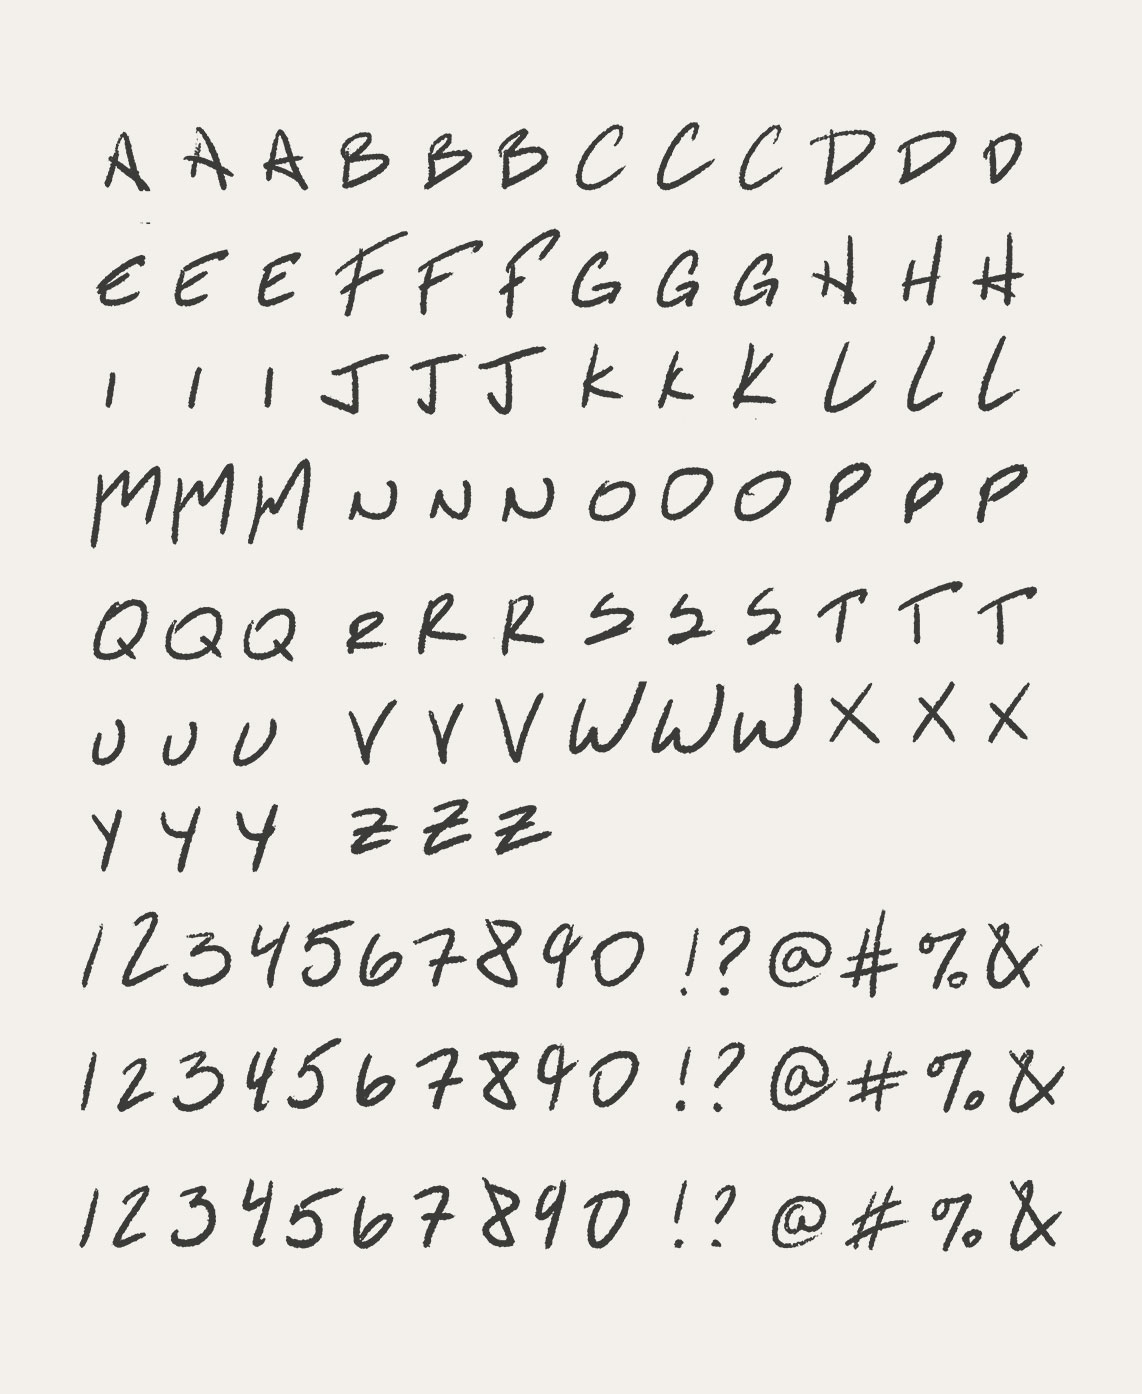 A A A B B B C C C D D D
E E E F F F G G G H H H
I I I J J J K K K L L L
M M M N N N O O O P P P
Q Q Q R R R S S S T T T
U U U V V V W W W X X X
Y Y Y Z Z Z
1 2 3 4 5 6 7 8 9 0 ! ? @ # % &
1 2 3 4 5 6 7 8 9 0 ! ? @ # % &
1 2 3 4 5 6 7 8 9 0 ! ? @ # % &